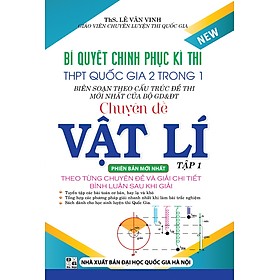 ThS. LÊ VĂN VINH
GIÁO VIÊN CHUYÊN LUYỆN THI QUỐC GIA
NEW
BÍ QUYẾT CHINH PHỤC KÌ THI
THPT QUỐC GIA 2 TRONG 1
BIÊN SOẠN THEO CẤU TRÚC ĐỀ THI
MỚI NHẤT CỦA BỘ GD&ĐT
Chuyên đề
VẬT LÍ
TẬP 1
PHIÊN BẢN MỚI NHẤT
THEO TỪNG CHUYÊN ĐỀ VÀ GIẢI CHI TIẾT
BÌNH LUẬN SAU KHI GIẢI
Tuyển tập các bài toán cơ bản, hay lạ và khó
Tổng hợp các phương pháp giải nhanh nhất khi làm bài trắc nghiệm
Sách dành cho học sinh luyện thi Quốc Gia
NHÀ XUẤT BẢN ĐẠI HỌC QUỐC GIA HÀ NỘI